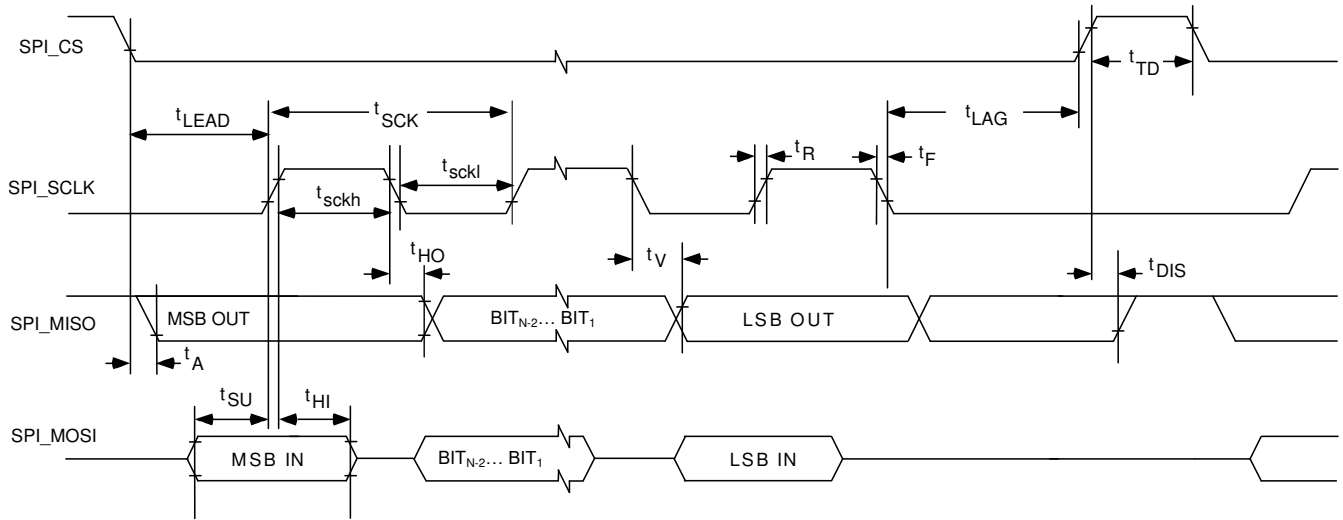 SPI_CS
tTD
tLEAD
tSCK
tLAG
tR
tF
SPI_SCLK
tsckl
tsckh
tHO
tV
tDIS
SPI_MISO
MSB OUT
BITN-2... BIT1
LSB OUT
tA
tSU
tHI
SPI_MOSI
MSB IN
BITN-2... BIT1
LSB IN